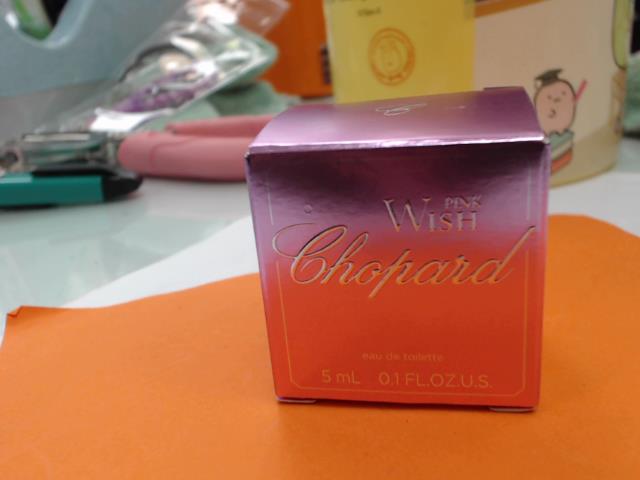 PINK
WISH
Chopard
eau de toilette
5 mL 0.1 FL.OZ.U.S.